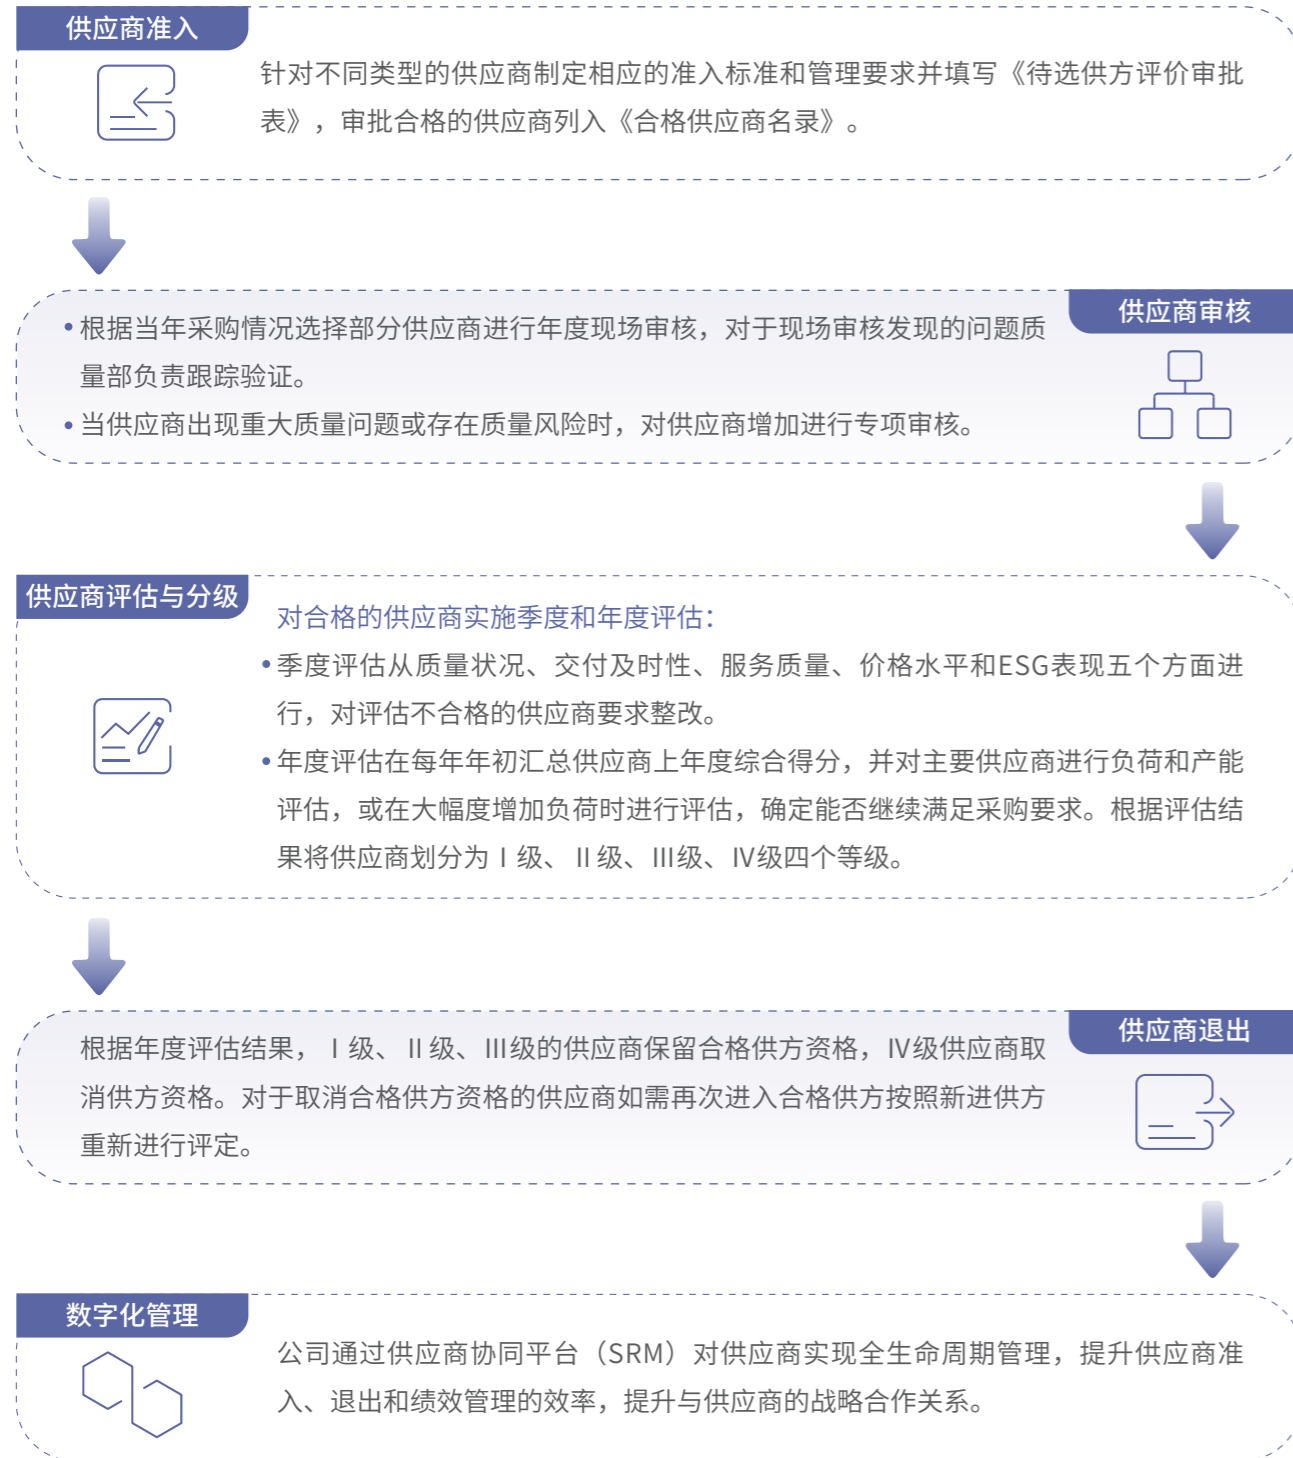 供应商准入
针对不同类型的供应商制定相应的准入标准和管理要求并填写《待选供方评价审批
表》，审批合格的供应商列入《合格供应商名录》。
供应商审核
•根据当年采购情况选择部分供应商进行年度现场审核，对于现场审核发现的问题质
量部负责跟踪验证。
•当供应商出现重大质量问题或存在质量风险时，对供应商增加进行专项审核。
供应商评估与分级
对合格的供应商实施季度和年度评估：
•季度评估从质量状况、交付及时性、服务质量、价格水平和ESG表现五个方面进
行，对评估不合格的供应商要求整改。
•年度评估在每年年初汇总供应商上年度综合得分，并对主要供应商进行负荷和产能
评估，或在大幅度增加负荷时进行评估，确定能否继续满足采购要求。根据评估结
果将供应商划分为Ⅰ级、Ⅱ级、Ⅲ级、Ⅳ级四个等级。
供应商退出
根据年度评估结果，Ⅰ级、Ⅱ级、Ⅲ级的供应商保留合格供方资格，Ⅳ级供应商取
消供方资格。对于取消合格供方资格的供应商如需再次进入合格供方按照新进供方
重新进行评定。
数字化管理
公司通过供应商协同平台（SRM）对供应商实现全生命周期管理，提升供应商准
入、退出和绩效管理的效率，提升与供应商的战略合作关系。